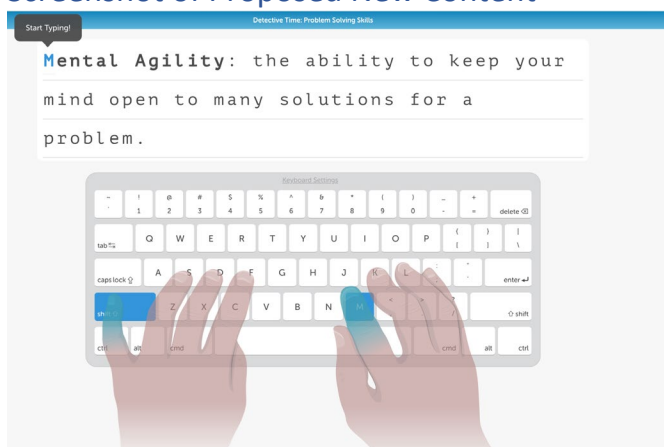 Screenshot of Proposed New Content
Detective Time: Problem Solving Skills
Start Typing!
Mental Agility: the ability to keep your
mind open to many solutions for a
problem.
Keyboard Settings
~ ! @ # $ % ^ & * ( ) _ +
` 1 2 3 4 5 6 7 8 9 0 - = delete
tab Q W E R T Y U I O P { [ } ] | \
caps lock A S D F G H J K L : ; enter
shift Z X C V B N M ? / shift
ctrl alt cmd cmd alt ctrl